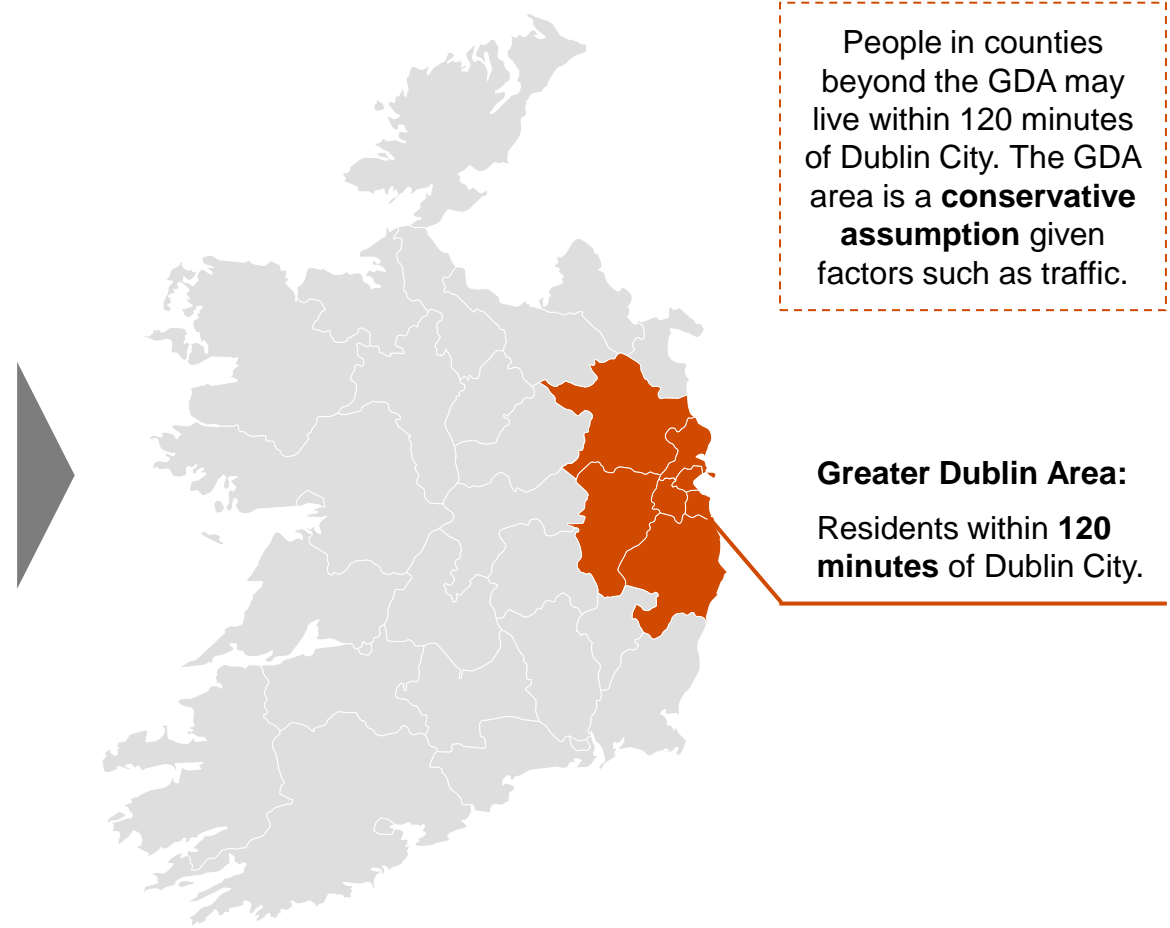 People in counties
beyond the GDA may
live within 120 minutes
of Dublin City. The GDA
area is a conservative
assumption given
factors such as traffic.
Greater Dublin Area:
Residents within 120
minutes of Dublin City.